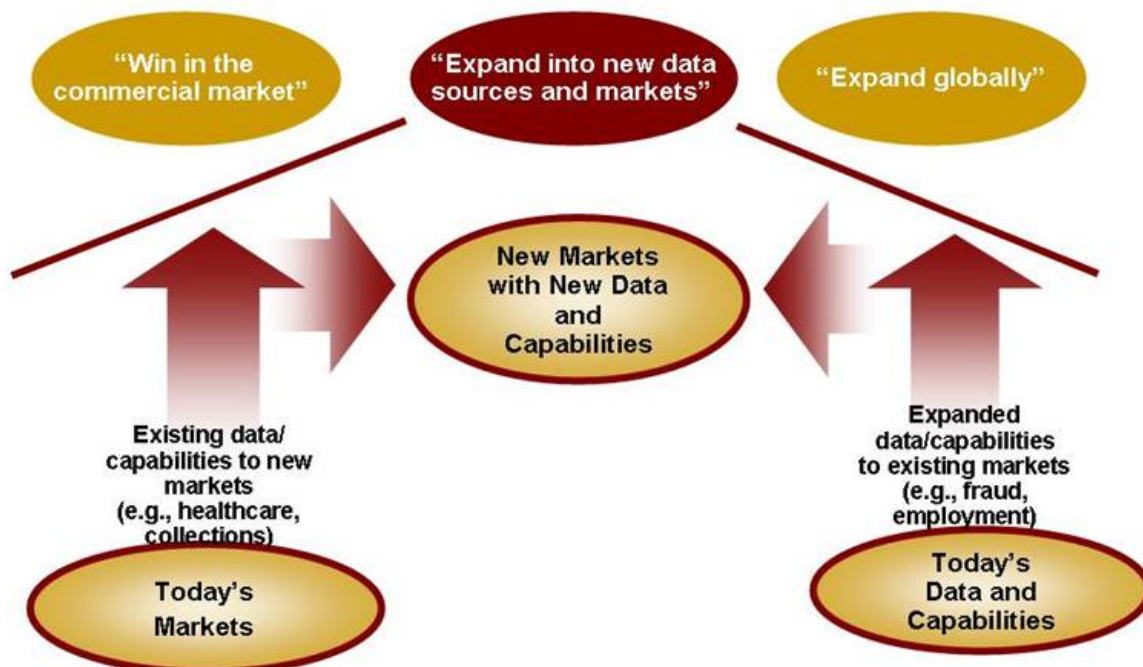 “Win in the
commercial market”
“Expand into new data
sources and markets”
“Expand globally”
New Markets
with New Data
and
Capabilities
Existing data/
capabilities to new
markets
(e.g., healthcare,
collections)
Expanded
data/capabilities
to existing markets
(e.g., fraud,
employment)
Today’s
Markets
Today’s
Data and
Capabilities